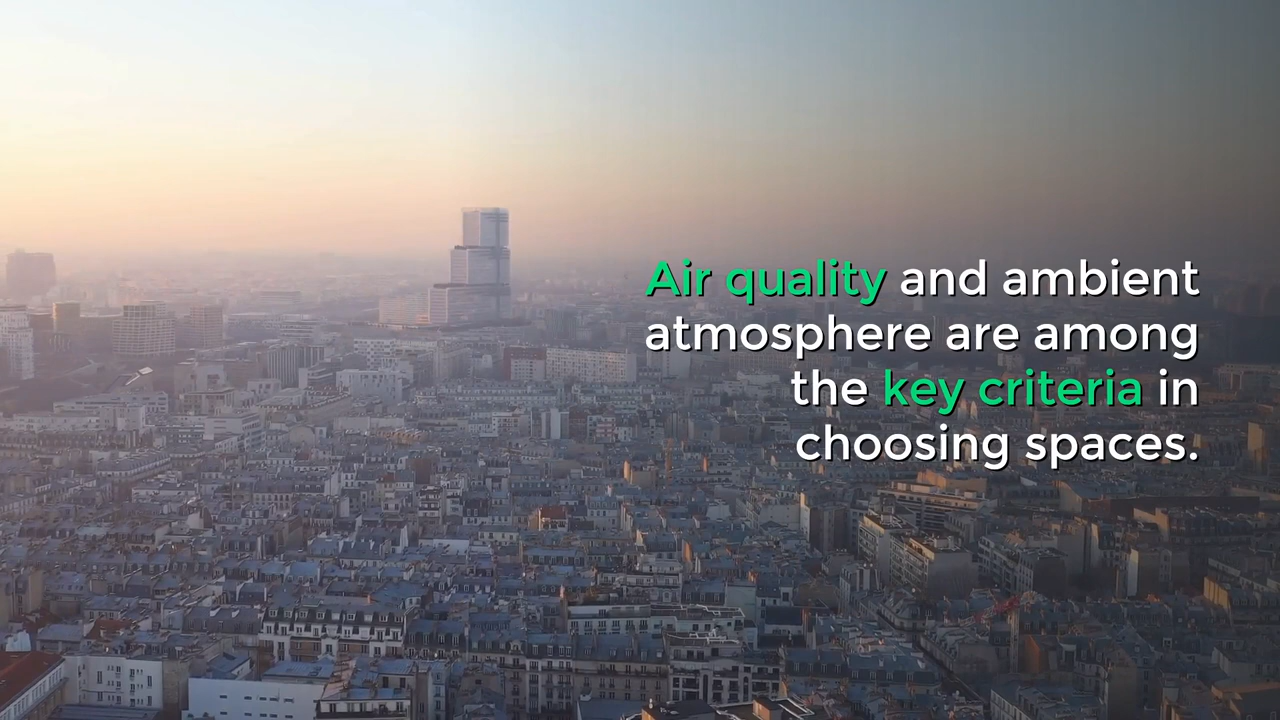 Air quality and ambient
atmosphere are among
the key criteria in
choosing spaces.